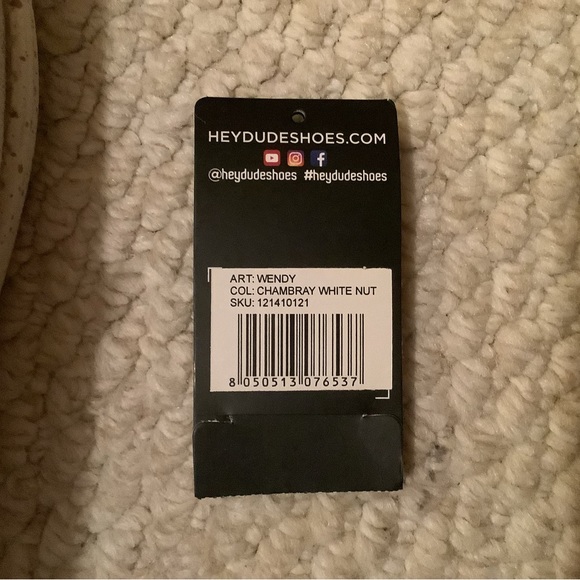 HEYDUDESHOES.COM
@heydudeshoes #heydudeshoes
ART: WENDY
COL: CHAMBRAY WHITE NUT
SKU: 121410121
8 050513 076537